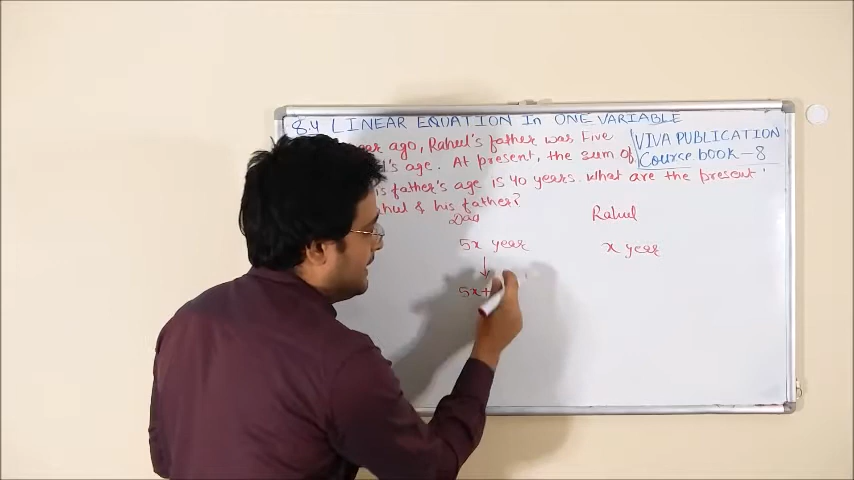 8.4 LINEAR EQUATION In ONE VARIABLE
ago, Rahul's father was Five
age. At present, the sum of
father's age is 40 years. What are the present
& his father?
VIVA PUBLICATION
Course book-8
Dad
Rahul
5x year
x year
5x+